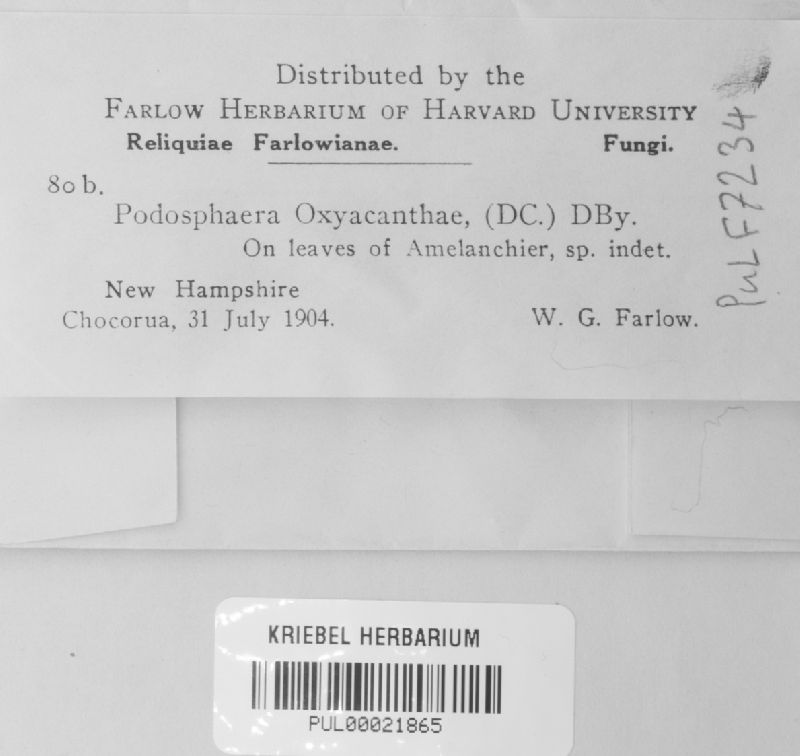 Distributed by the
FARLOW HERBARIUM OF HARVARD UNIVERSITY
Reliquiae Farlowianae. Fungi.
80 b.
Podosphaera Oxyacanthae, (DC.) DBy.
On leaves of Amelanchier, sp. indet.
New Hampshire
Chocorua, 31 July 1904. W. G. Farlow.
PuL F7234
KRIEBEL HERBARIUM
PUL00021865